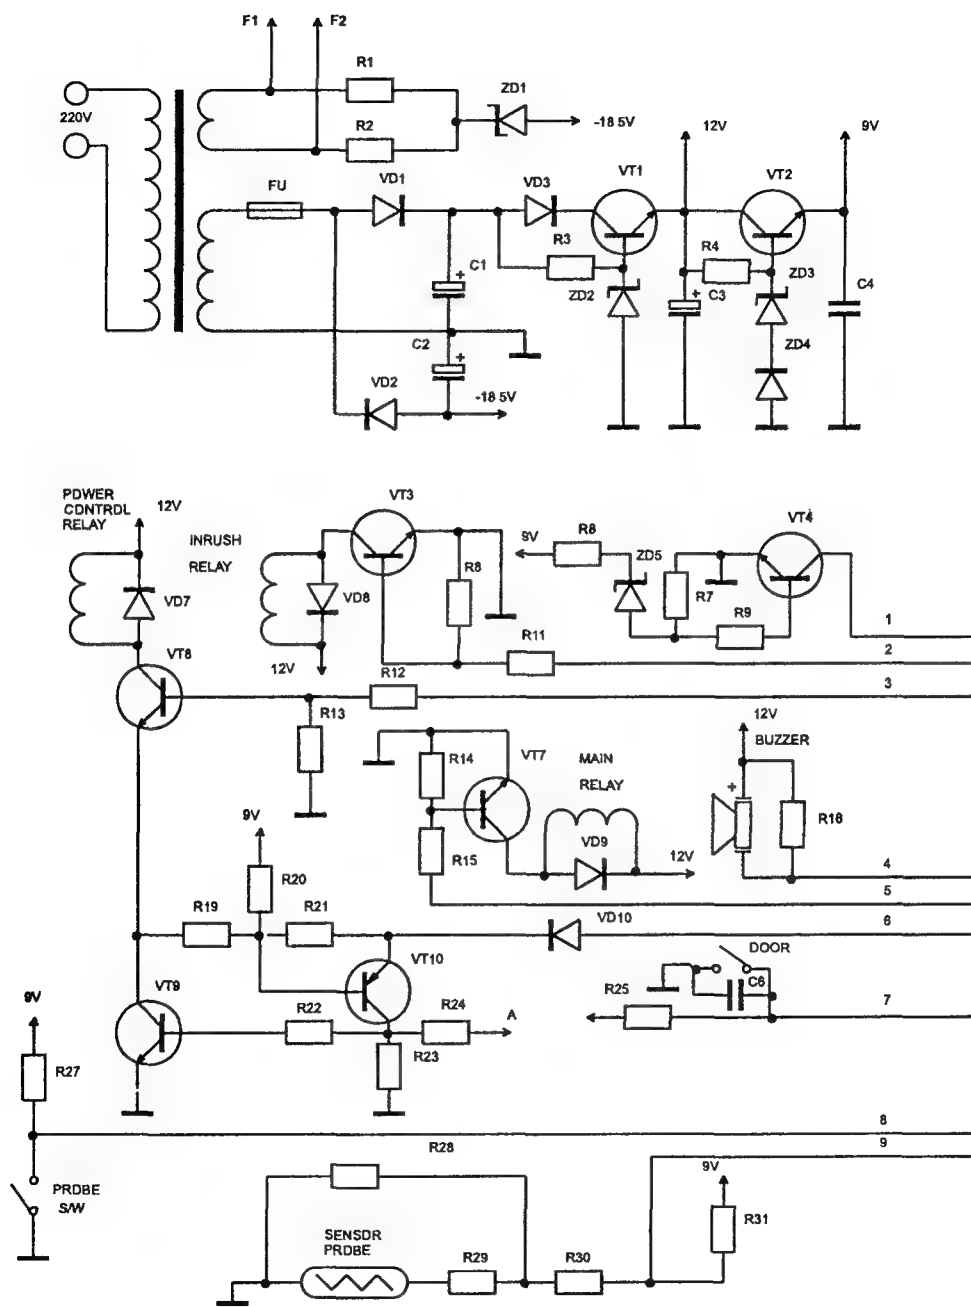 F1
F2
R1
ZD1
220V
R2
-18 5V
12V
9V
FU
VD1
VD3
VT1
VT2
R3
R4
C1
ZD2
C3
ZD3
C4
C2
ZD4
VD2
-18 5V
PDWER
CDNTRDL
RELAY
12V
INRUSH
RELAY
VT3
9V
R8
VT4
ZD5
VD7
VD8
R8
R7
R9
1
2
R11
VT8
12V
R12
3
R13
12V
BUZZER
R14
VT7
MAIN
RELAY
+
R18
9V
R15
VD9
12V
4
5
R20
R19
R21
VD10
6
VT10
DOOR
C6
VT9
R22
R24
A
R25
7
9V
R27
R23
8
R28
9
9V
PRDBE
S/W
SENSDR
PRDBE
R29
R30
R31